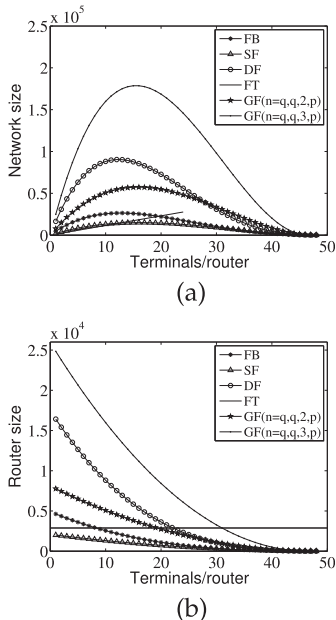 (a)
x 10^5
2
1.5
1
0.5
0
Network size
0 10 20 30 40 50
Terminals/router
FB
SF
DF
FT
GF(n=q,q,2,p)
GF(n=q,q,3,p)
(a)
x 10^4
2.5
2
1.5
1
0.5
0
Router size
0 10 20 30 40 50
Terminals/router
FB
SF
DF
FT
GF(n=q,q,2,p)
GF(n=q,q,3,p)
(b)